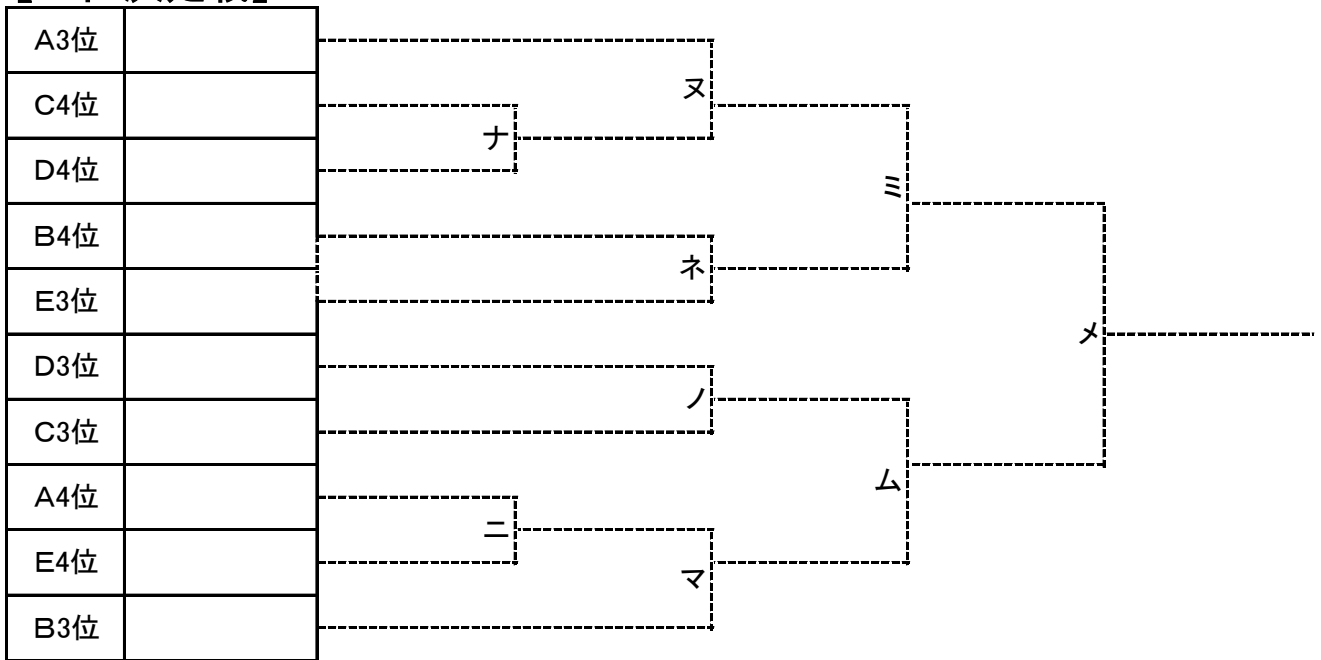 A3位
ヌ
C4位
ナ
D4位
ミ
B4位
ネ
E3位
メ
D3位
ノ
C3位
ム
A4位
ニ
E4位
マ
B3位